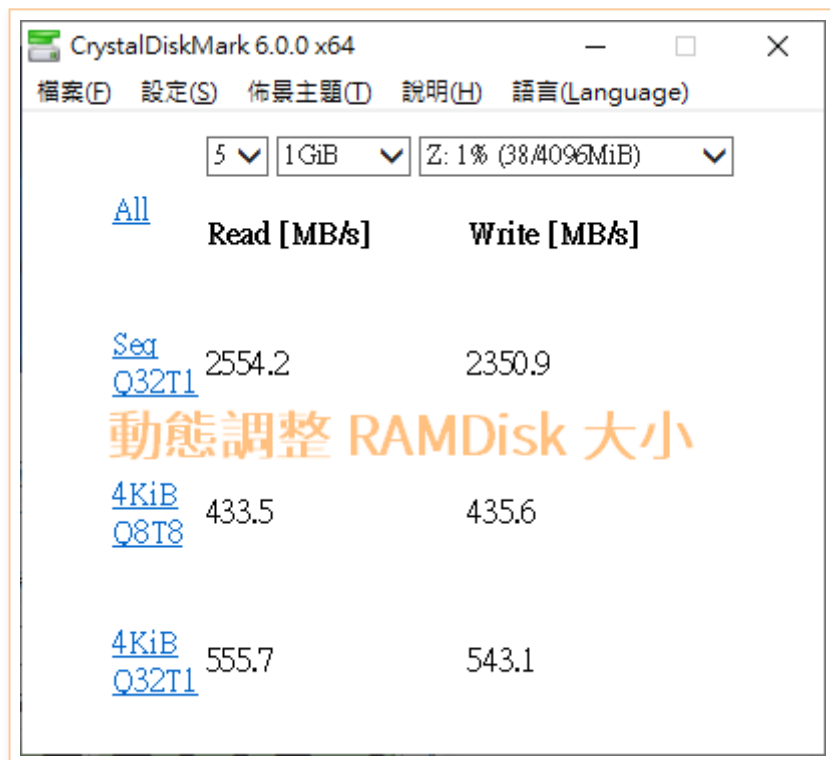 CrystalDiskMark 6.0.0 x64
檔案(F) 設定(S) 佈景主題(T) 說明(H) 語言(Language)
5 1GiB Z: 1% (38/4096MiB)
All
Read [MB/s] Write [MB/s]
Seq
Q32T1
2554.2 2350.9
動態調整 RAMDisk 大小
4KiB
Q8T8
433.5 435.6
4KiB
Q32T1
555.7 543.1